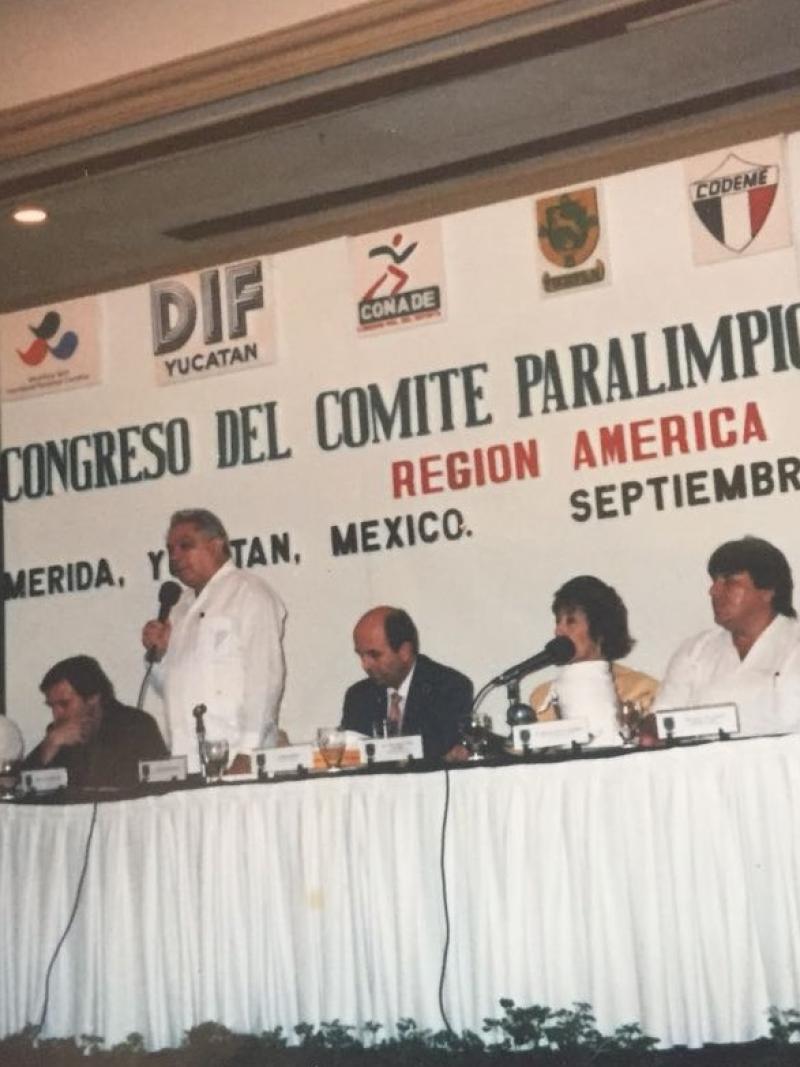 DIF
YUCATAN
CONADE
CODEME
CONGRESO DEL COMITE PARALIMPIC
REGION AMERICA
MERIDA, Y TAN, MEXICO. SEPTIEMBR